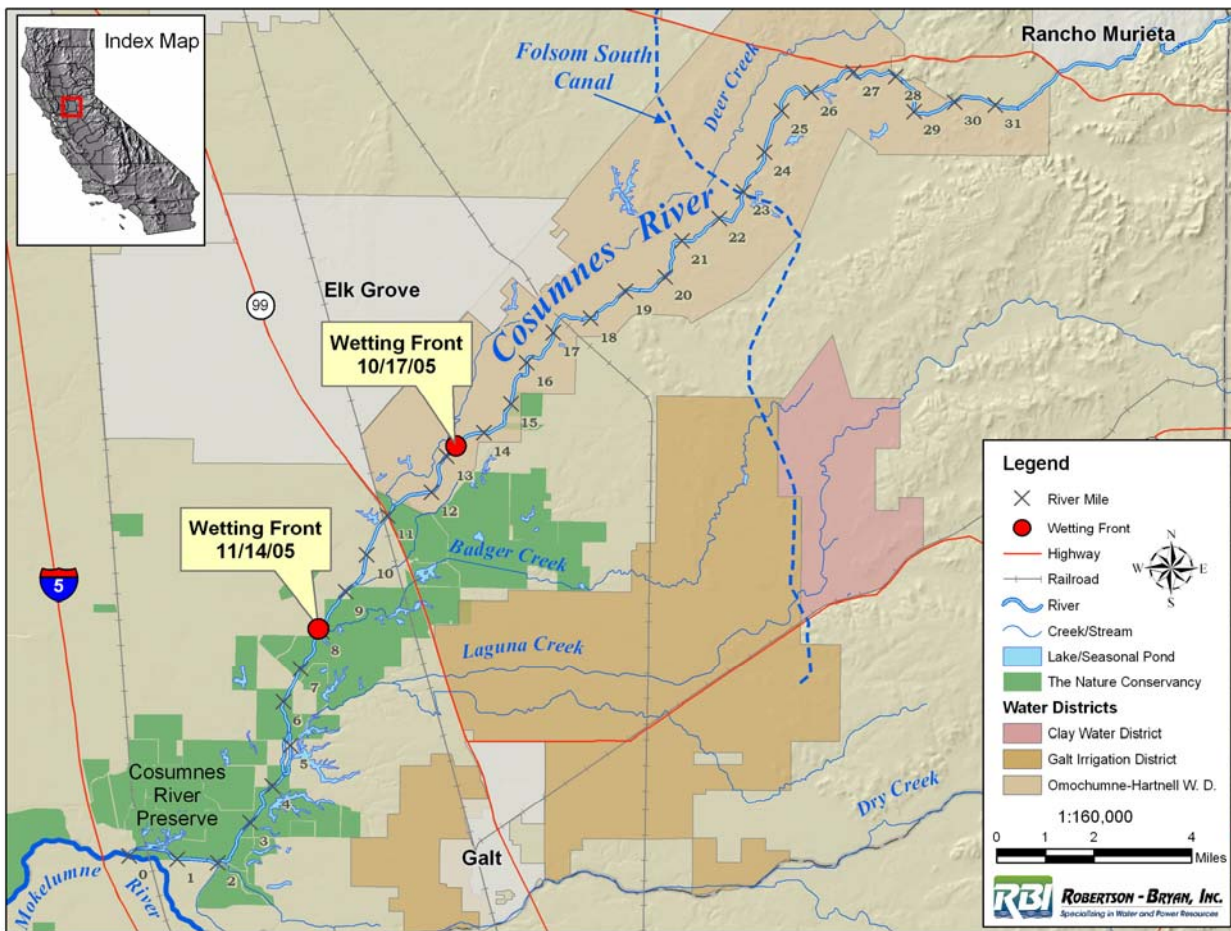 Index Map
Rancho Murieta
Folsom South
Canal
Deer Creek
27
28
26
30
31
29
25
24
23
Cosumnes River
22
21
20
19
18
17
Elk Grove
99
Wetting Front
10/17/05
16
15
14
13
12
11
Wetting Front
11/14/05
10
Badger Creek
9
8
5
Laguna Creek
7
6
5
4
3
Cosumnes
River
Preserve
Galt
Dry Creek
0
1
2
Mokelumne
River
Legend
River Mile
Wetting Front
Highway
Railroad
River
Creek/Stream
Lake/Seasonal Pond
The Nature Conservancy
N
W E
S
Water Districts
Clay Water District
Galt Irrigation District
Omochumne-Hartnell W. D.
1:160,000
0 1 2 4
Miles
RBI ROBERTSON - BRYAN, INC.
Specializing in Water and Power Resources